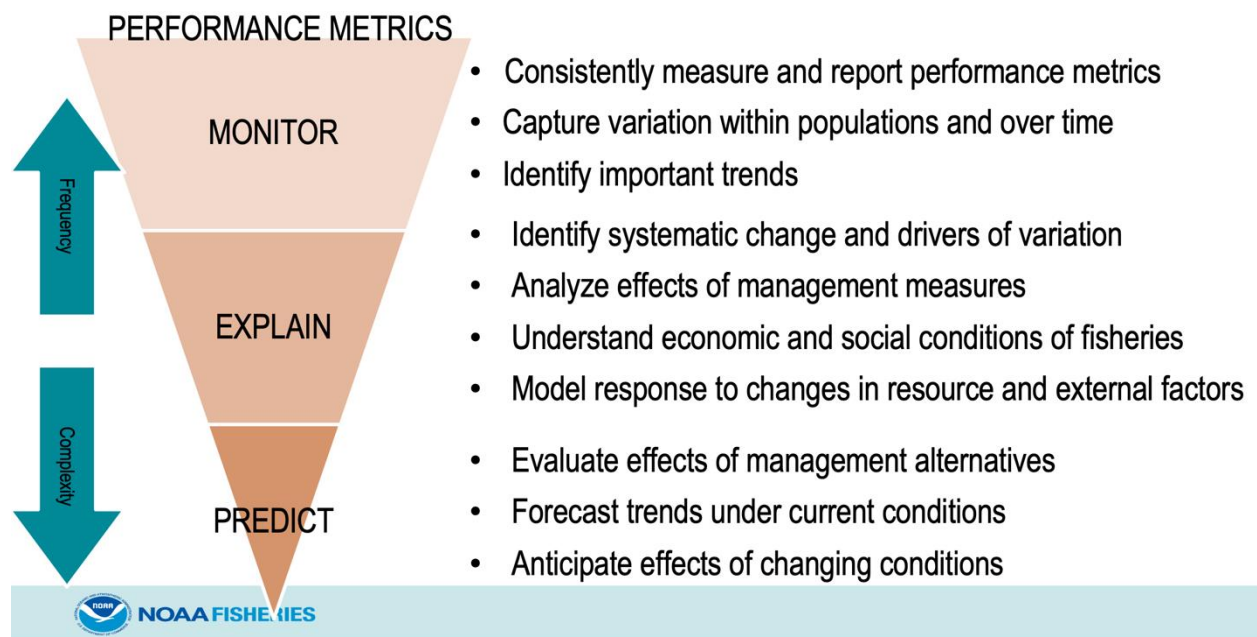 PERFORMANCE METRICS
MONITOR
• Consistently measure and report performance metrics
• Capture variation within populations and over time
• Identify important trends
Frequency
EXPLAIN
• Identify systematic change and drivers of variation
• Analyze effects of management measures
• Understand economic and social conditions of fisheries
• Model response to changes in resource and external factors
Complexity
PREDICT
• Evaluate effects of management alternatives
• Forecast trends under current conditions
• Anticipate effects of changing conditions
NOAA
NOAA FISHERIES